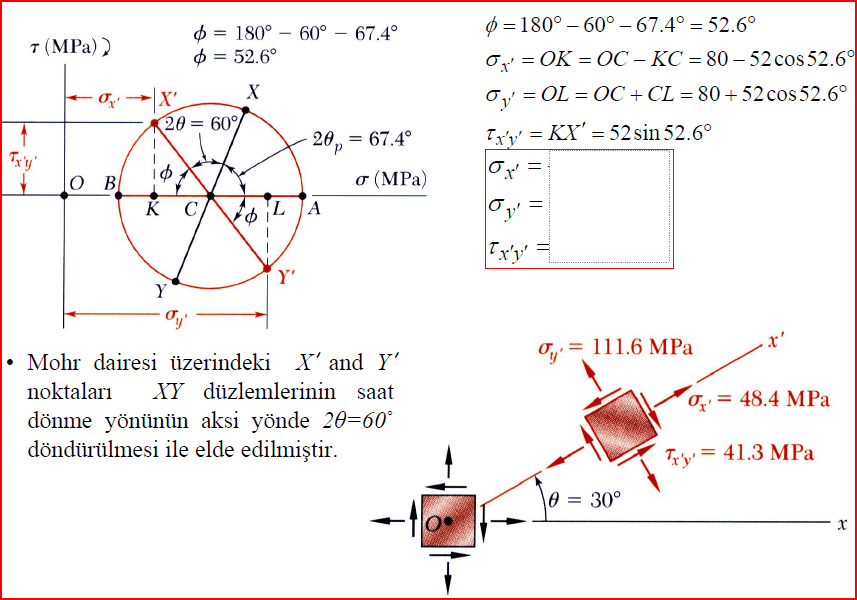 ϕ = 180° − 60° − 67.4°
ϕ = 52.6°
τ (MPa)
σx′
X′
X
2θ = 60°
2θp = 67.4°
τx′y′
ϕ
σ (MPa)
O
B
K
C
ϕ
L
A
Y
Y′
σy′
ϕ = 180° − 60° − 67.4° = 52.6°
σx′ = OK = OC − KC = 80 − 52 cos 52.6°
σy′ = OL = OC + CL = 80 + 52 cos 52.6°
τx′y′ = KX′ = 52 sin 52.6°
σx′ =
σy′ =
τx′y′ =
• Mohr dairesi üzerindeki X′ and Y′
noktaları XY düzlemlerinin saat
dönme yönünün aksi yönde 2θ=60°
döndürülmesi ile elde edilmiştir.
σy′ = 111.6 MPa
x′
σx′ = 48.4 MPa
τx′y′ = 41.3 MPa
θ = 30°
O
x